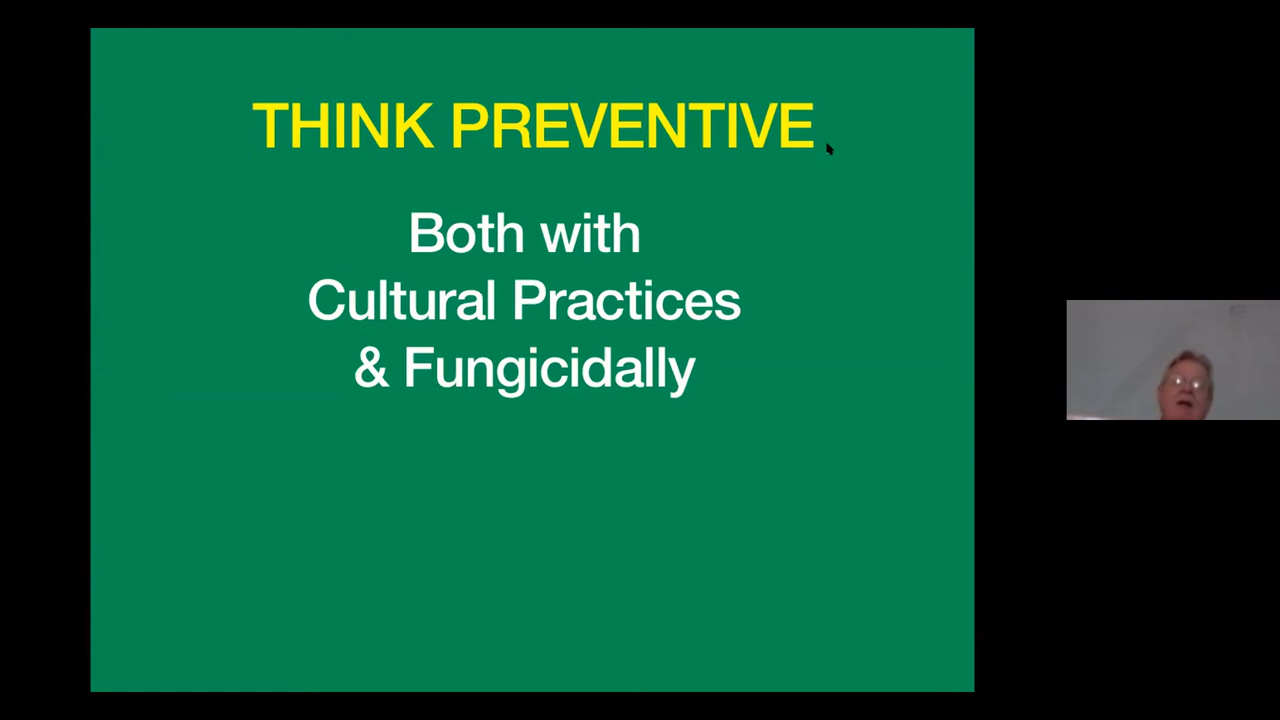 THINK PREVENTIVE
Both with
Cultural Practices
& Fungicidally